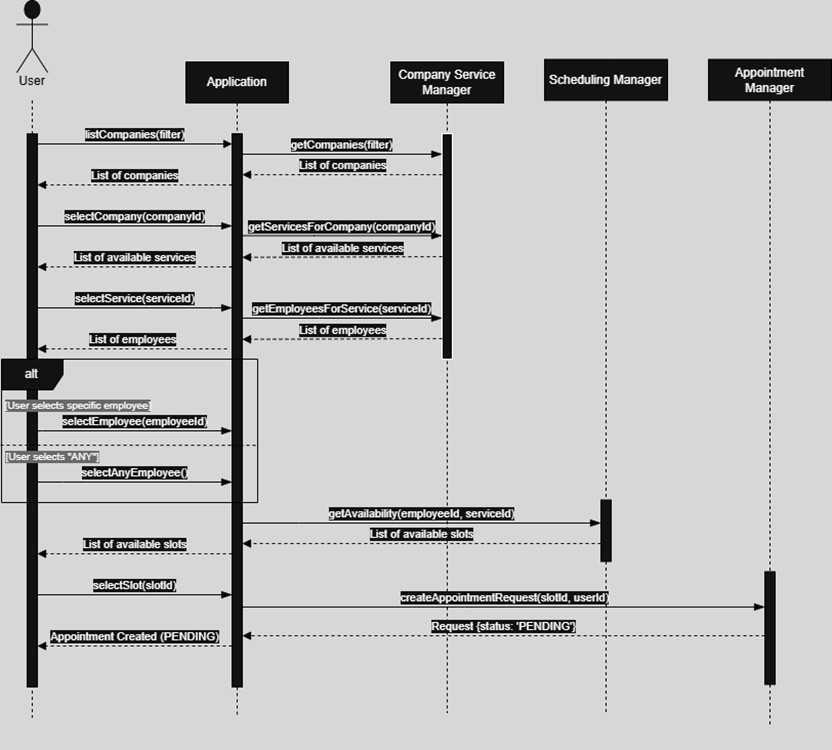 User
Application
Company Service
Manager
Scheduling Manager
Appointment
Manager
listCompanies(filter)
getCompanies(filter)
List of companies
List of companies
selectCompany(companyId)
getServicesForCompany(companyId)
List of available services
List of available services
selectService(serviceId)
getEmployeesForService(serviceId)
List of employees
List of employees
alt
[User selects specific employee]
selectEmployee(employeeId)
[User selects "ANY"]
selectAnyEmployee()
getAvailability(employeeId, serviceId)
List of available slots
List of available slots
selectSlot(slotId)
createAppointmentRequest(slotId, userId)
Request {status: 'PENDING'}
Appointment Created (PENDING)